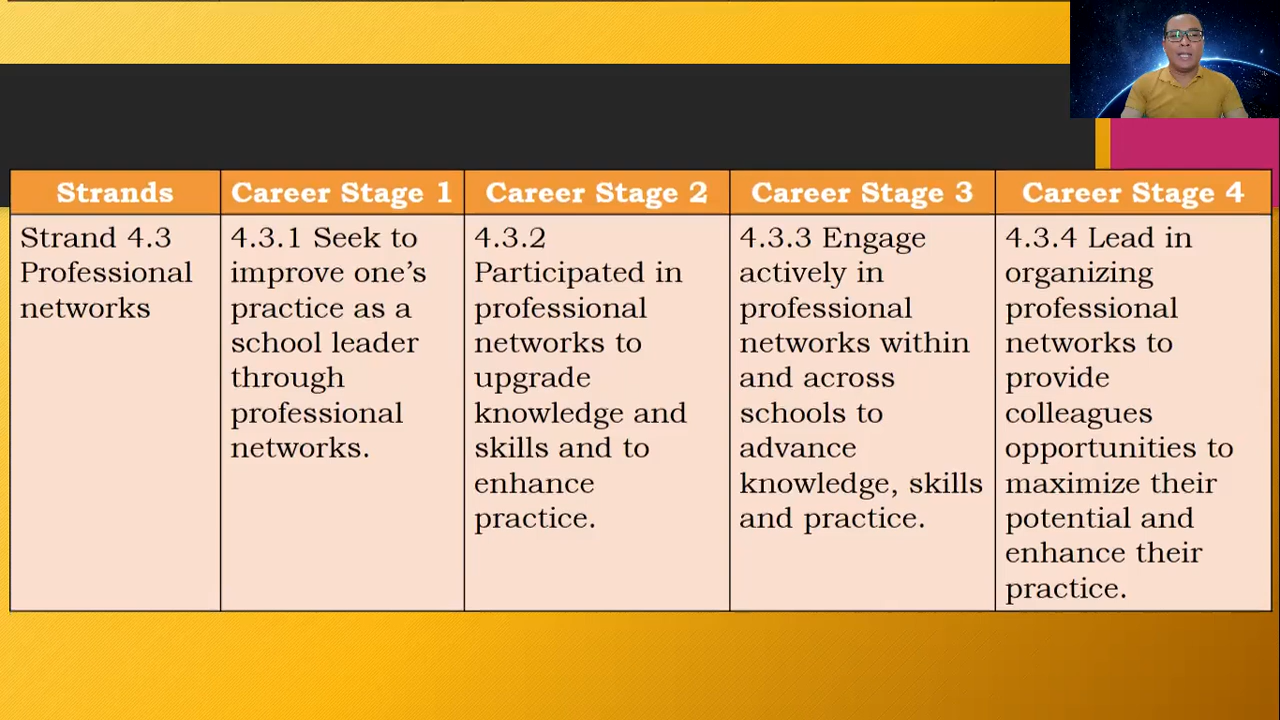 Strands
Career Stage 1
Career Stage 2
Career Stage 3
Career Stage 4
Strand 4.3
Professional
networks
4.3.1 Seek to
improve one's
practice as a
school leader
through
professional
networks.
4.3.2
Participated in
professional
networks to
upgrade
knowledge and
skills and to
enhance
practice.
4.3.3 Engage
actively in
professional
networks within
and across
schools to
advance
knowledge, skills
and practice.
4.3.4 Lead in
organizing
professional
networks to
provide
colleagues
opportunities to
maximize their
potential and
enhance their
practice.